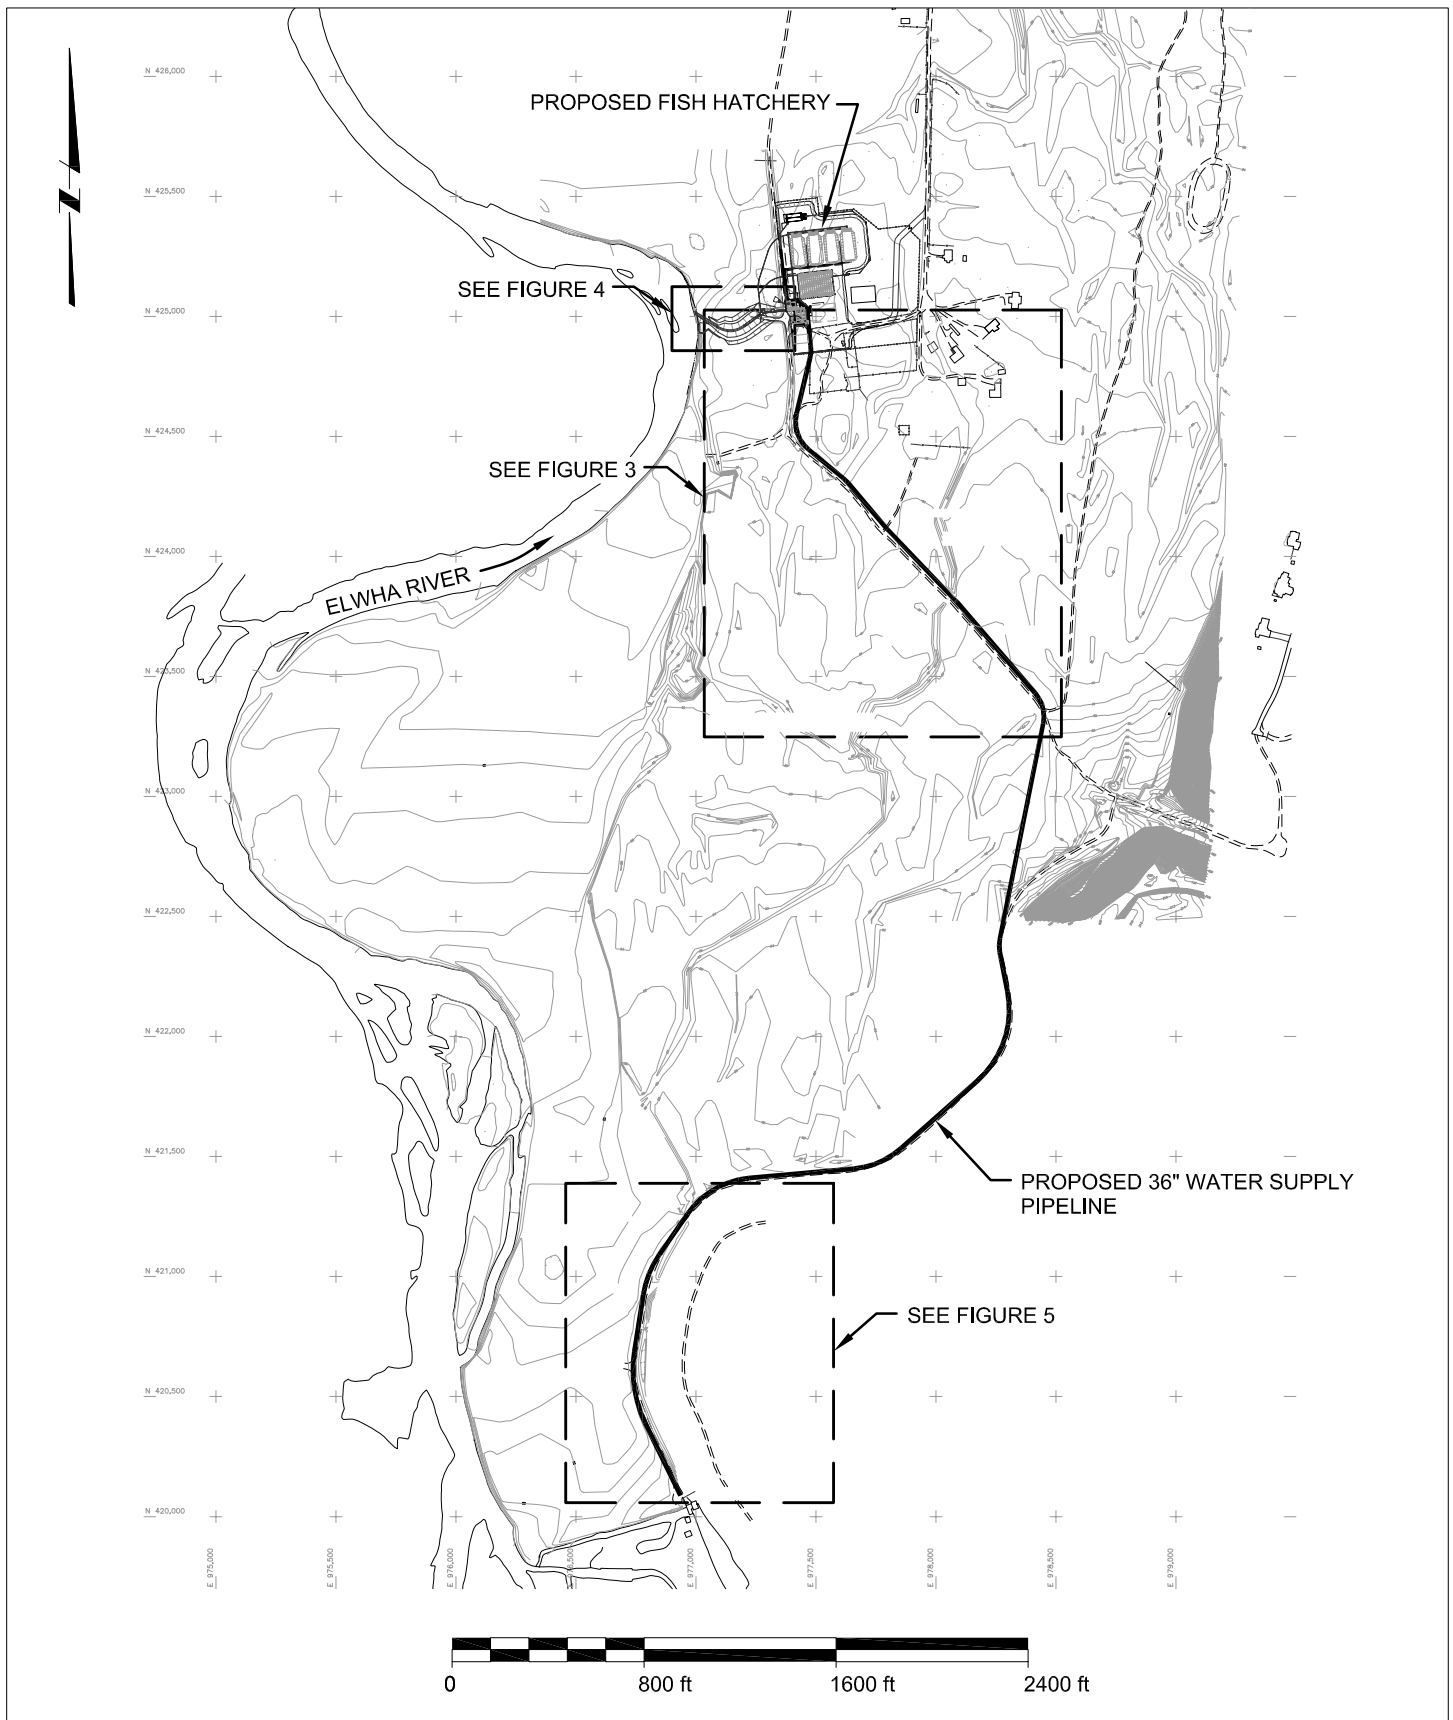 N 426,000
PROPOSED FISH HATCHERY
N 425,500
SEE FIGURE 4
N 425,000
N 424,500
SEE FIGURE 3
N 424,000
ELWHA RIVER
N 423,500
N 423,000
N 422,500
N 422,000
N 421,500
PROPOSED 36" WATER SUPPLY
PIPELINE
N 421,000
SEE FIGURE 5
N 420,500
N 420,000
E 975,000
E 975,500
E 976,000
E 977,000
E 977,500
E 978,000
E 978,500
E 979,000
0
800 ft
1600 ft
2400 ft